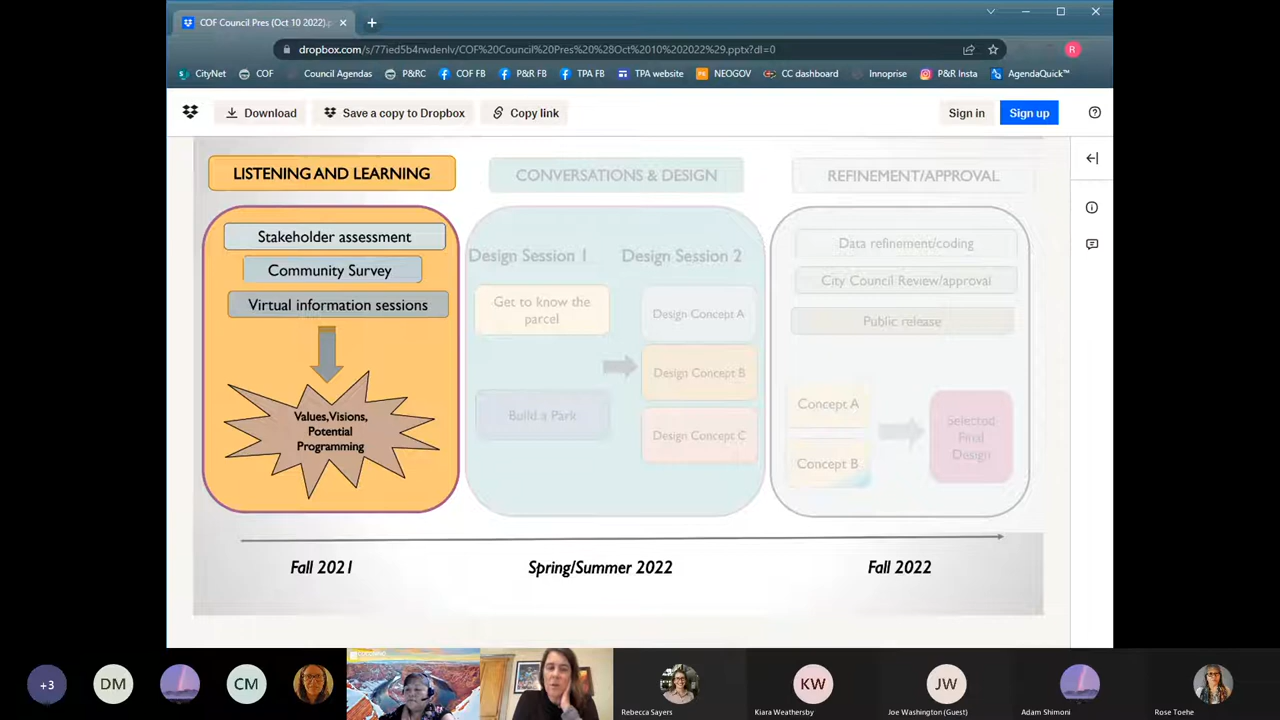 COF Council Pres (Oct 10 2022).p
dropbox.com/s/77ied5b4rwdenlv/COF%20Council%20Pres%20%28Oct%2010%202022%29.pptx?dl=0
R
CityNet COF Council Agendas P&RC COF FB P&R FB TPA FB TPA website NEOGOV CC dashboard Innoprise P&R Insta AgendaQuick™
Download Save a copy to Dropbox Copy link Sign in Sign up
LISTENING AND LEARNING
Stakeholder assessment
Community Survey
Virtual information sessions
Values, Visions,
Potential
Programming
CONVERSATIONS & DESIGN
Design Session 1
Get to know the
parcel
Build a Park
Design Session 2
Design Concept A
Design Concept B
Design Concept C
REFINEMENT/APPROVAL
Data refinement/coding
City Council Review/approval
Public release
Concept A
Concept B
Selected
Final
Design
Fall 2021
Spring/Summer 2022
Fall 2022
+3
DM
CM
KW
JW
Rebecca Sayers
Kiara Weathersby
Joe Washington (Guest)
Adam Shimoni
Rose Toehe